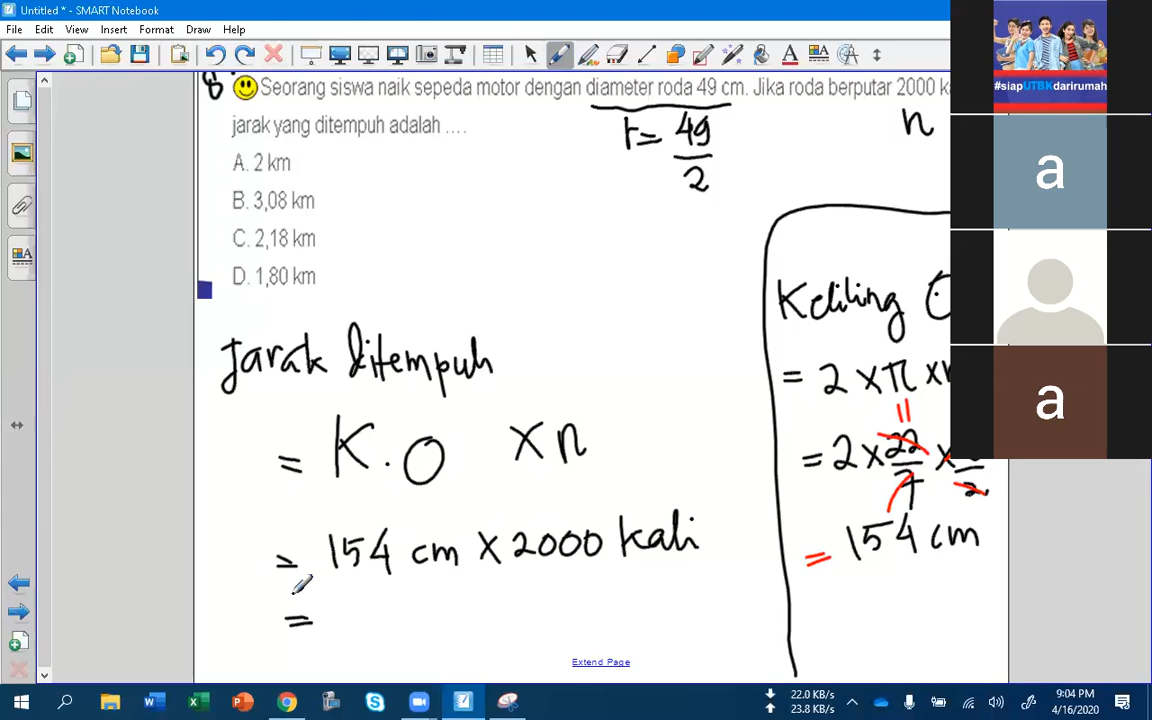 Untitled * - SMART Notebook
File Edit View Insert Format Draw Help
#siapUTBKdarirumah
8. Seorang siswa naik sepeda motor dengan diameter roda 49 cm. Jika roda berputar 2000
jarak yang ditempuh adalah ....
r = 49/2
n
A. 2 km
B. 3,08 km
C. 2,18 km
D. 1,80 km
Jarak ditempuh
= K . O × n
= 154 cm × 2000 kali
=
Keliling O
= 2 × π ×
= 2 × 22/7 ×
11
= 154 cm
a
a
Extend Page
22.0 KB/s
23.8 KB/s
9:04 PM
4/16/2020